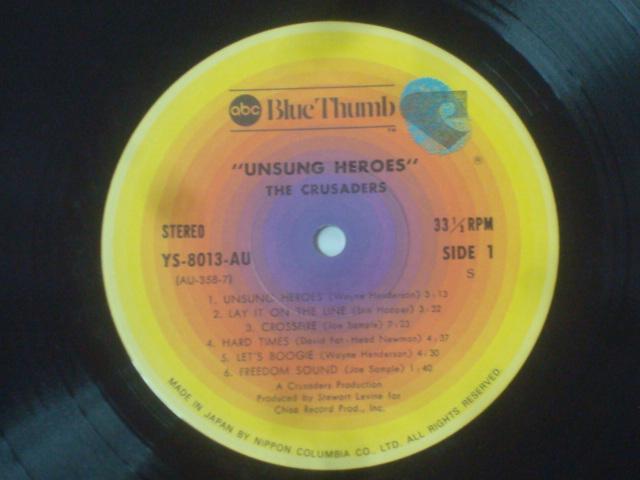 abc Blue Thumb
TM
®
"UNSUNG HEROES"
THE CRUSADERS
STEREO
33 1/3 RPM
YS-8013-AU
SIDE 1
(AU-358-7)
S
1. UNSUNG HEROES (Wayne Henderson) 3:13
2. LAY IT ON THE LINE (Stix Hooper) 3:32
3. CROSSFIRE (Joe Sample) 7:23
4. HARD TIMES (David Fat-Head Newman) 4:37
5. LET'S BOOGIE (Wayne Henderson) 4:30
6. FREEDOM SOUND (Joe Sample) 1:40
A Crusaders Production
Produced by Stewart Levine for
Chisa Record Prod., Inc.
MADE IN JAPAN BY NIPPON COLUMBIA CO., LTD. ALL RIGHTS RESERVED.